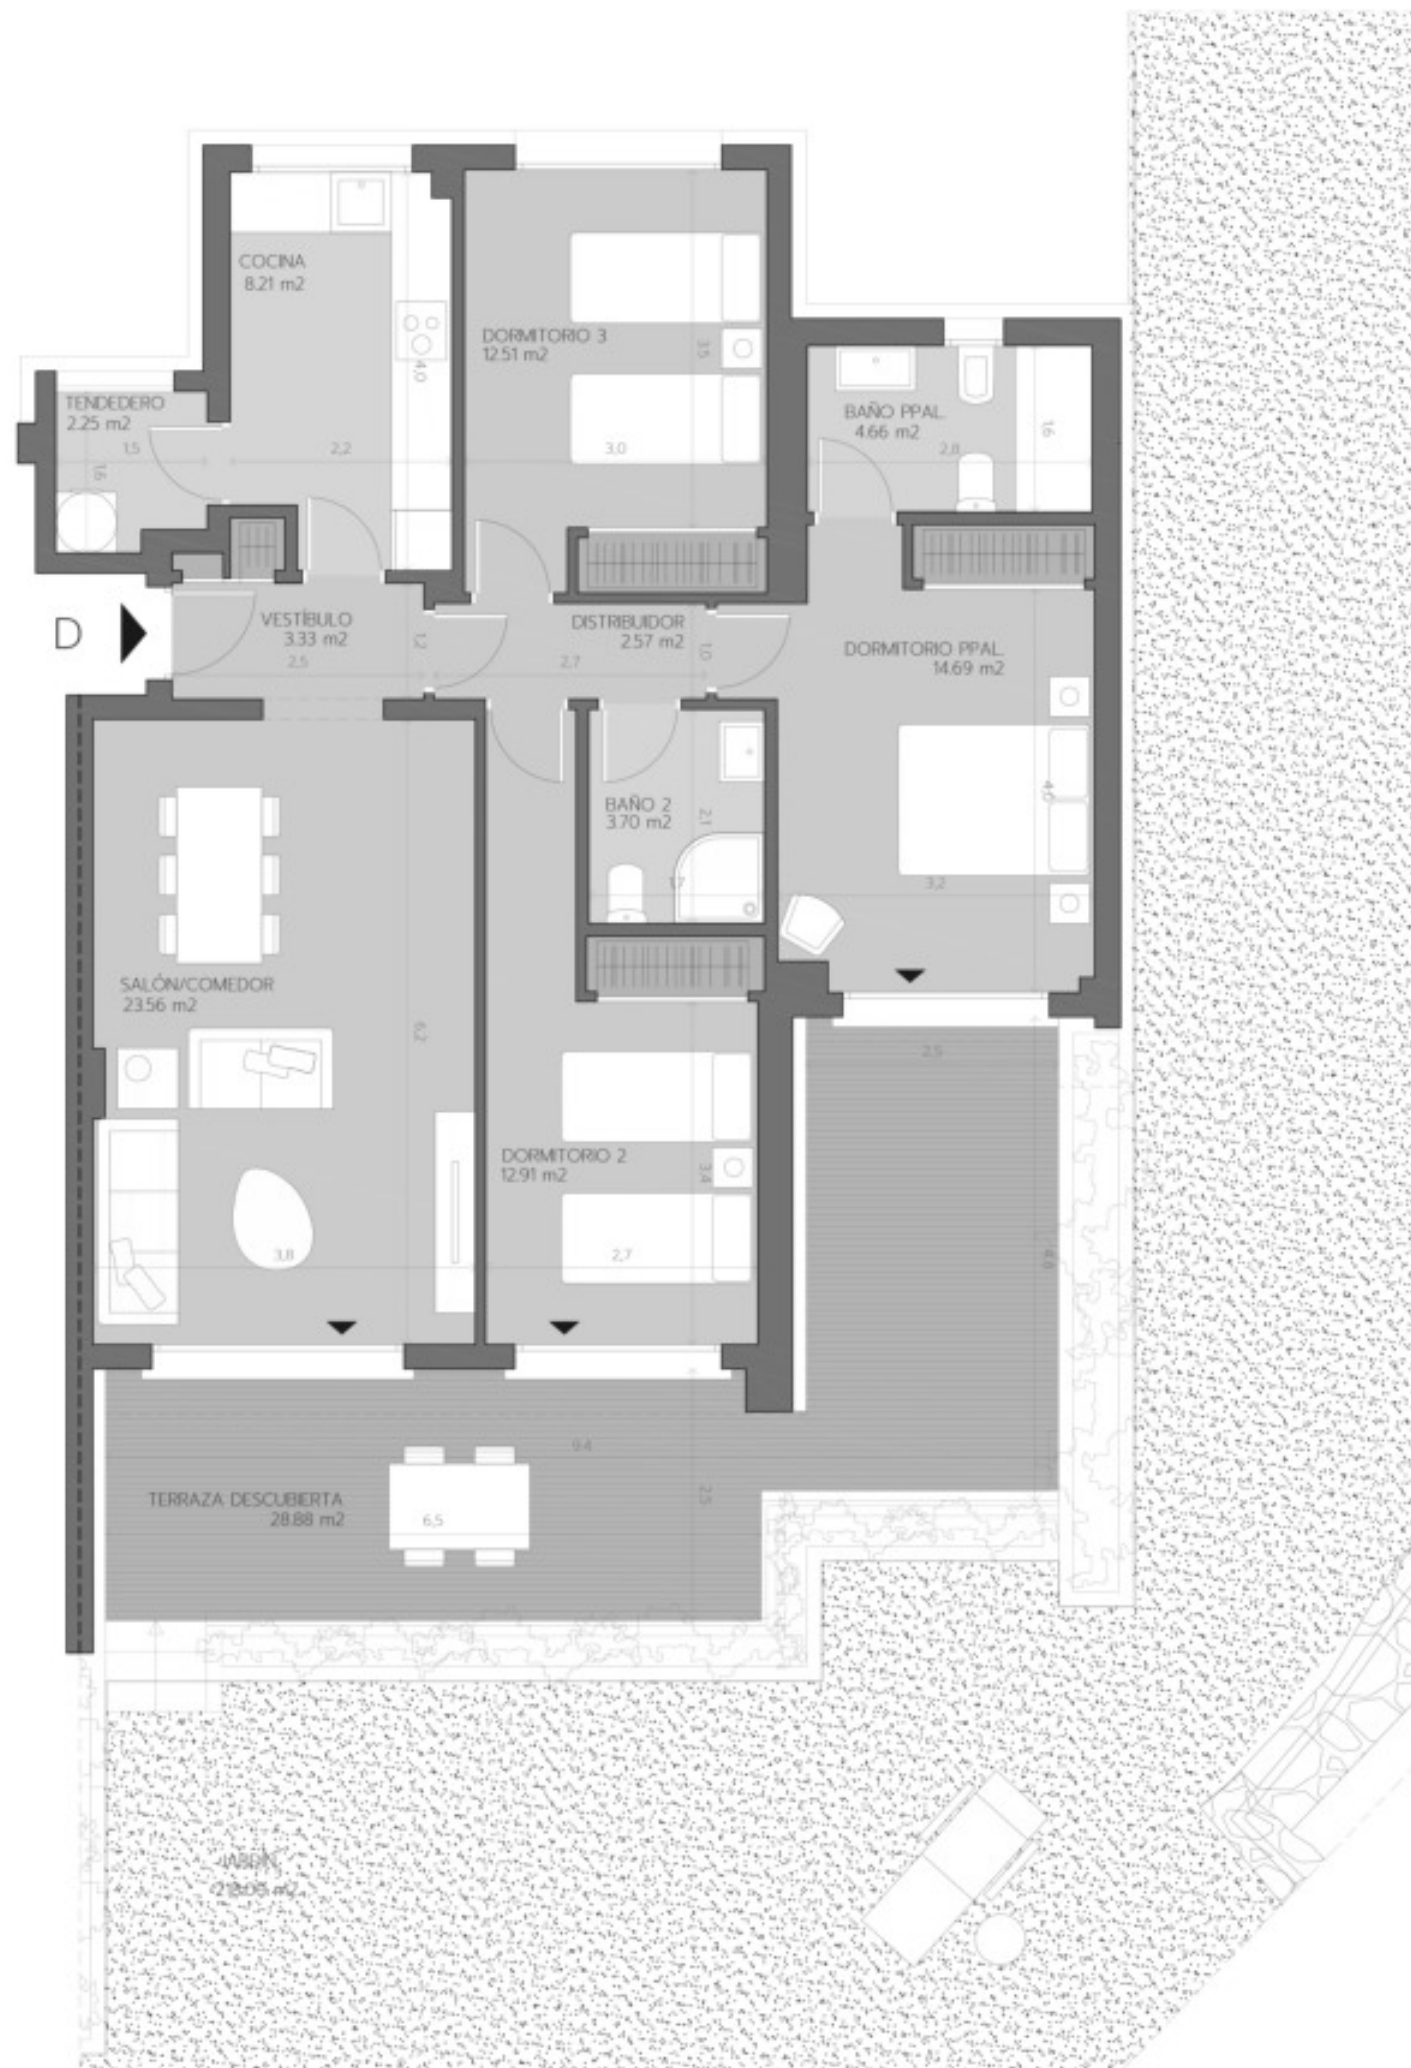 COCINA
8.21 m2
DORMITORIO 3
12.51 m2
3,5
4,0
TENDEDERO
2.25 m2
BAÑO PPAL.
4.66 m2
1,6
1,5
2,2
3,0
2,8
1,6
D
VESTÍBULO
3.33 m2
1,2
DISTRIBUIDOR
2.57 m2
1,0
DORMITORIO PPAL.
14.69 m2
2,5
2,7
BAÑO 2
3.70 m2
2,1
4,0
1,7
3,2
SALÓN/COMEDOR
23.56 m2
6,2
2,5
DORMITORIO 2
12.91 m2
3,4
3,8
2,7
4,8
9,4
TERRAZA DESCUBIERTA
28.88 m2
2,5
6,5
JARDÍN